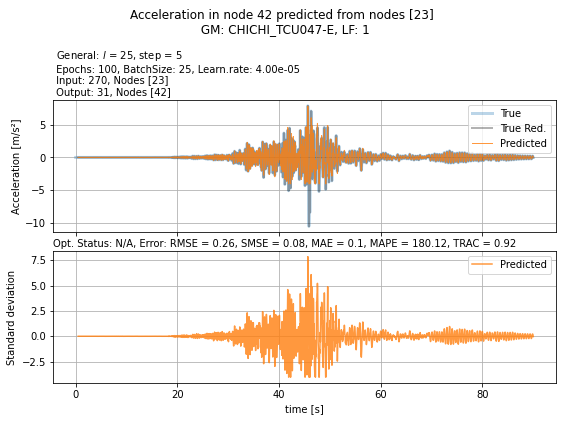 Acceleration in node 42 predicted from nodes [23]
GM: CHICHI_TCU047-E, LF: 1
General: l = 25, step = 5
Epochs: 100, BatchSize: 25, Learn.rate: 4.00e-05
Input: 270, Nodes [23]
Output: 31, Nodes [42]
Acceleration [m/s²]
5
0
−5
−10
True
True Red.
Predicted
Opt. Status: N/A, Error: RMSE = 0.26, SMSE = 0.08, MAE = 0.1, MAPE = 180.12, TRAC = 0.92
Standard deviation
7.5
5.0
2.5
0.0
−2.5
Predicted
0 20 40 60 80
time [s]